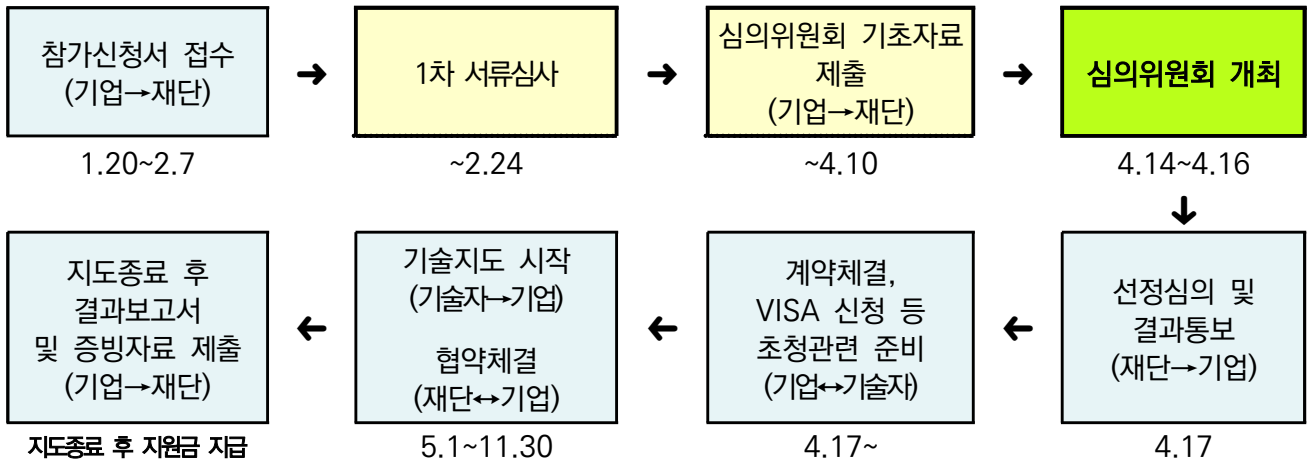 참가신청서 접수
(기업→재단)
➔
1차 서류심사
➔
심의위원회 기초자료
제출
(기업→재단)
➔
심의위원회 개최
1.20~2.7
~2.24
~4.10
4.14~4.16
➔
선정심의 및
결과통보
(재단→기업)
4.17
←
계약체결,
VISA 신청 등
초청관련 준비
(기업↔기술자)
4.17~
←
기술지도 시작
(기술자→기업)
협약체결
(재단↔기업)
5.1~11.30
←
지도종료 후
결과보고서
및 증빙자료 제출
(기업→재단)
지도종료 후 지원금 지급